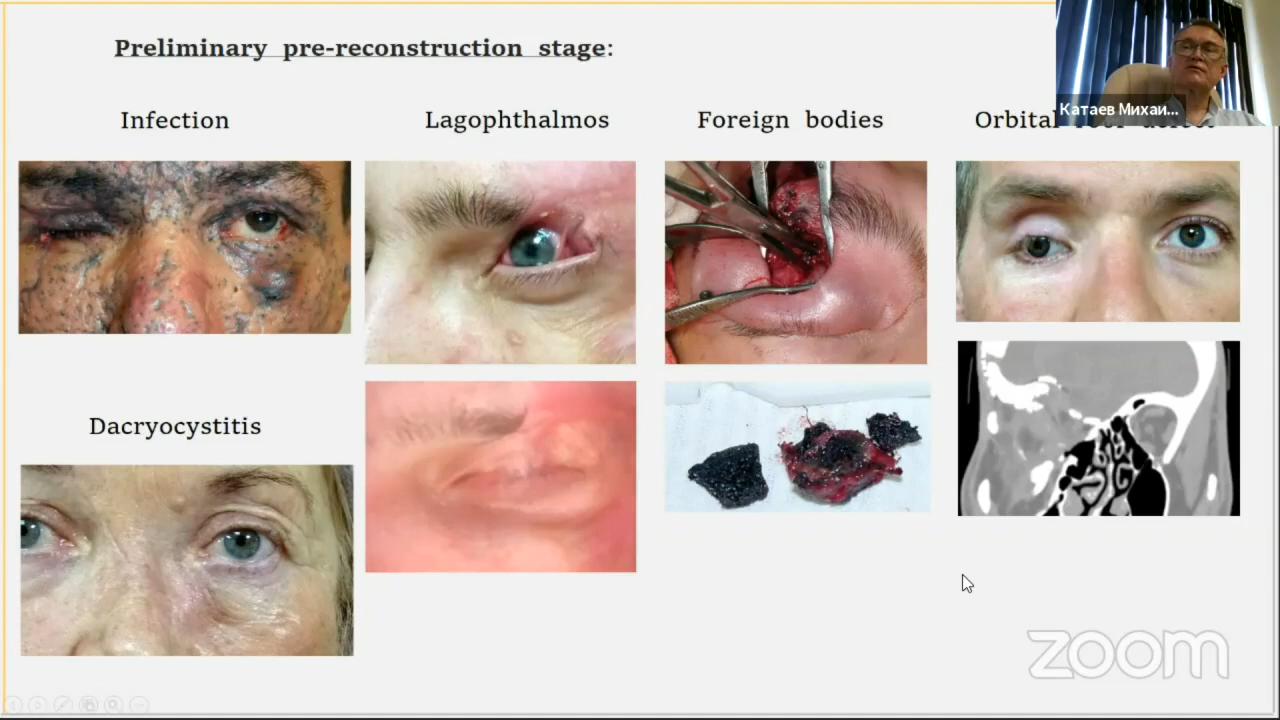 Preliminary pre-reconstruction stage:
Катаев Михаи...
Infection
Lagophthalmos
Foreign bodies
Orbital
Dacryocystitis
zoom